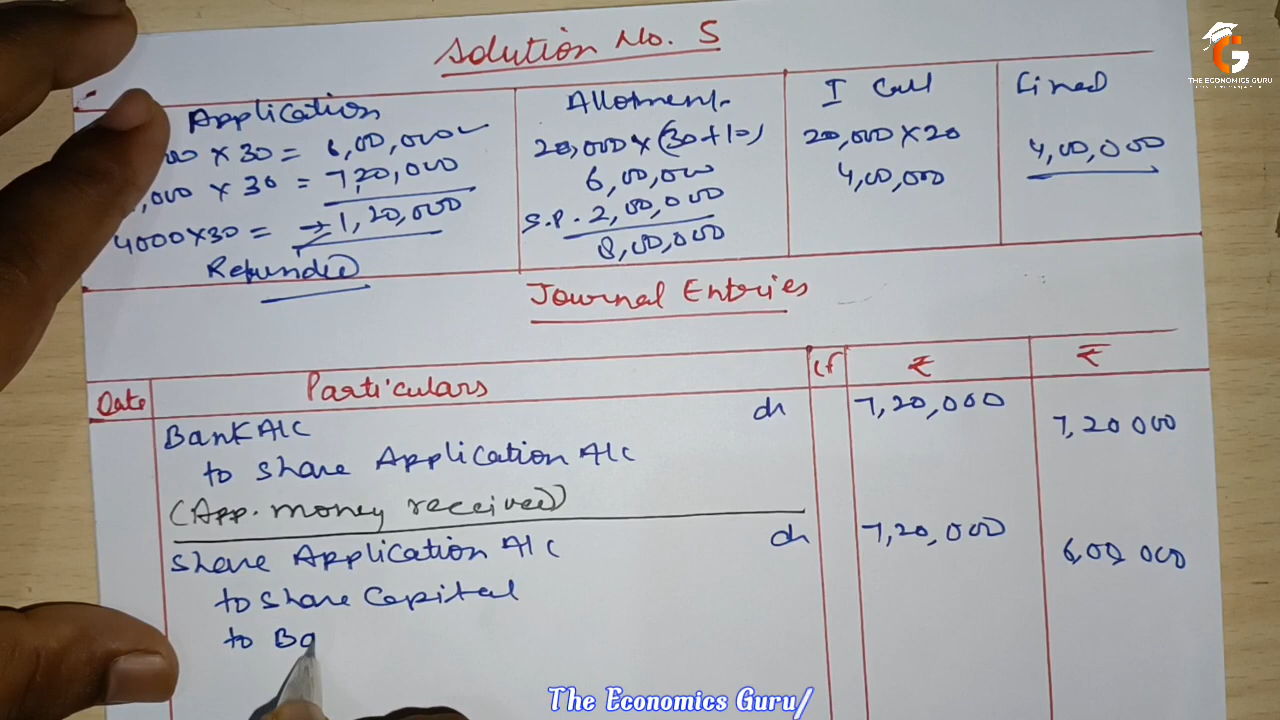 Solution No. 5
Application
00 × 30 = 6,00,000
,000 × 30 = 7,20,000
4000×30 = → 1,20,000
Refunded
Allotment
20,000 × (30+10)
6,00,000
S.P. 2,00,000
8,00,000
I Call
20,000 × 20
4,00,000
4,00,000
Journal Entries
Date Particulars LF ₹ ₹
Bank A/C dr 7,20,000
to Share Application A/C 7,20 000
(App. money received)
Share Application A/C dr 7,20,000
to Share Capital 6,00,000
to Ba
THE ECONOMICS GURU
The Economics Guru/